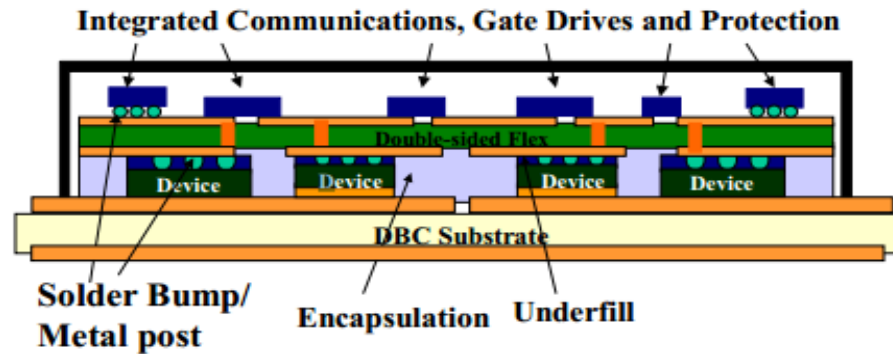 Integrated Communications, Gate Drives and Protection
Double-sided Flex
Device Device Device Device
DBC Substrate
Solder Bump/
Metal post
Encapsulation
Underfill